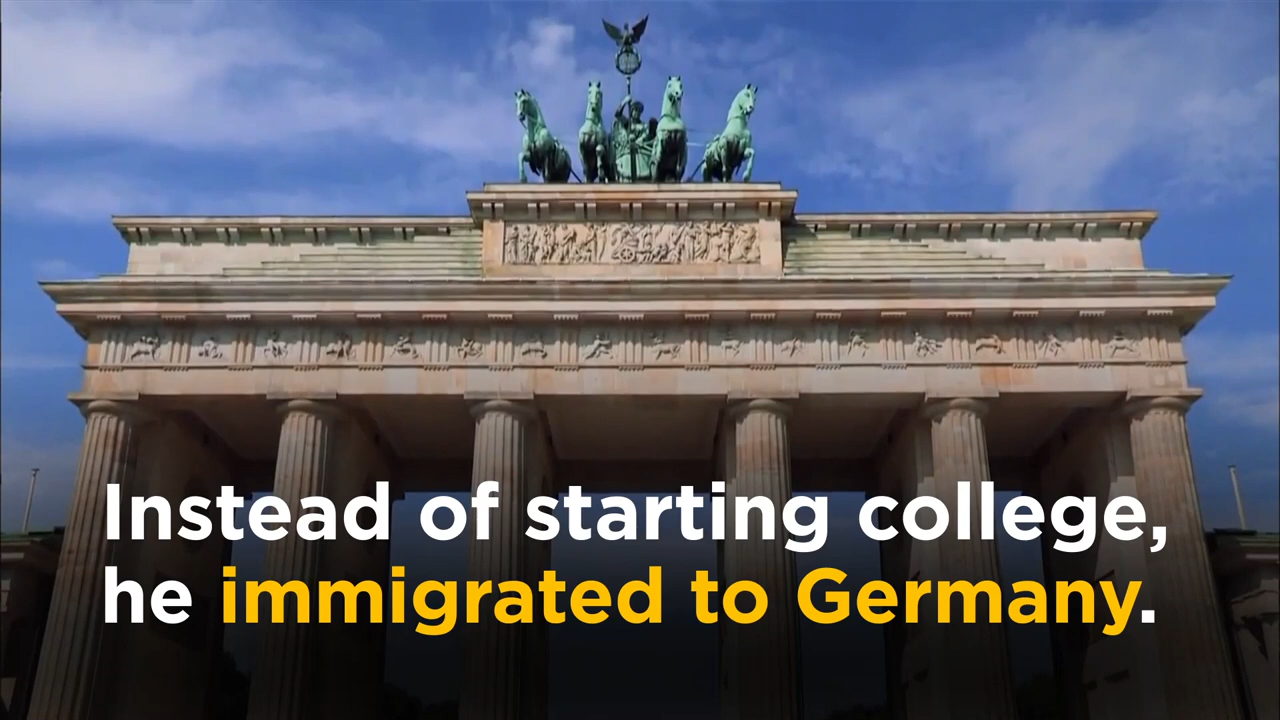 Instead of starting college,
he immigrated to Germany.